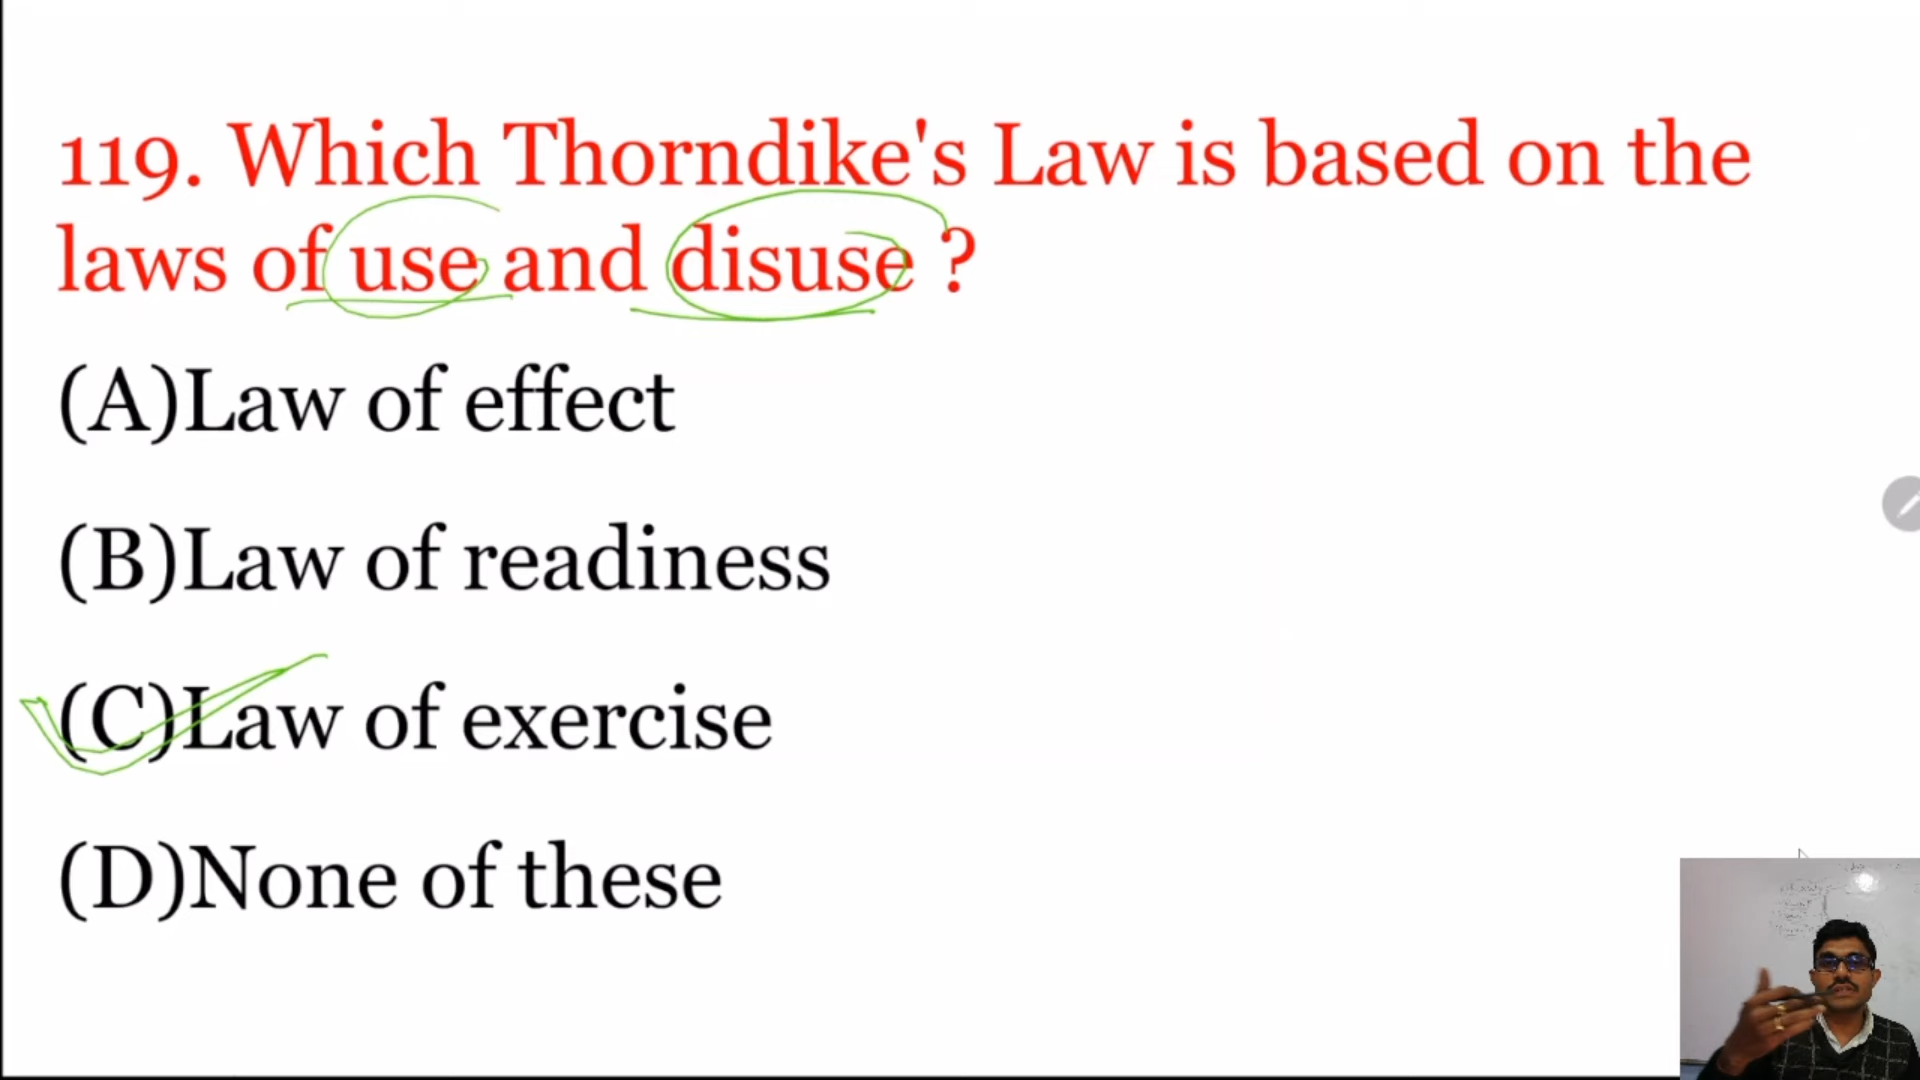 119. Which Thorndike's Law is based on the
laws of use and disuse ?
(A)Law of effect
(B)Law of readiness
(C)Law of exercise
(D)None of these